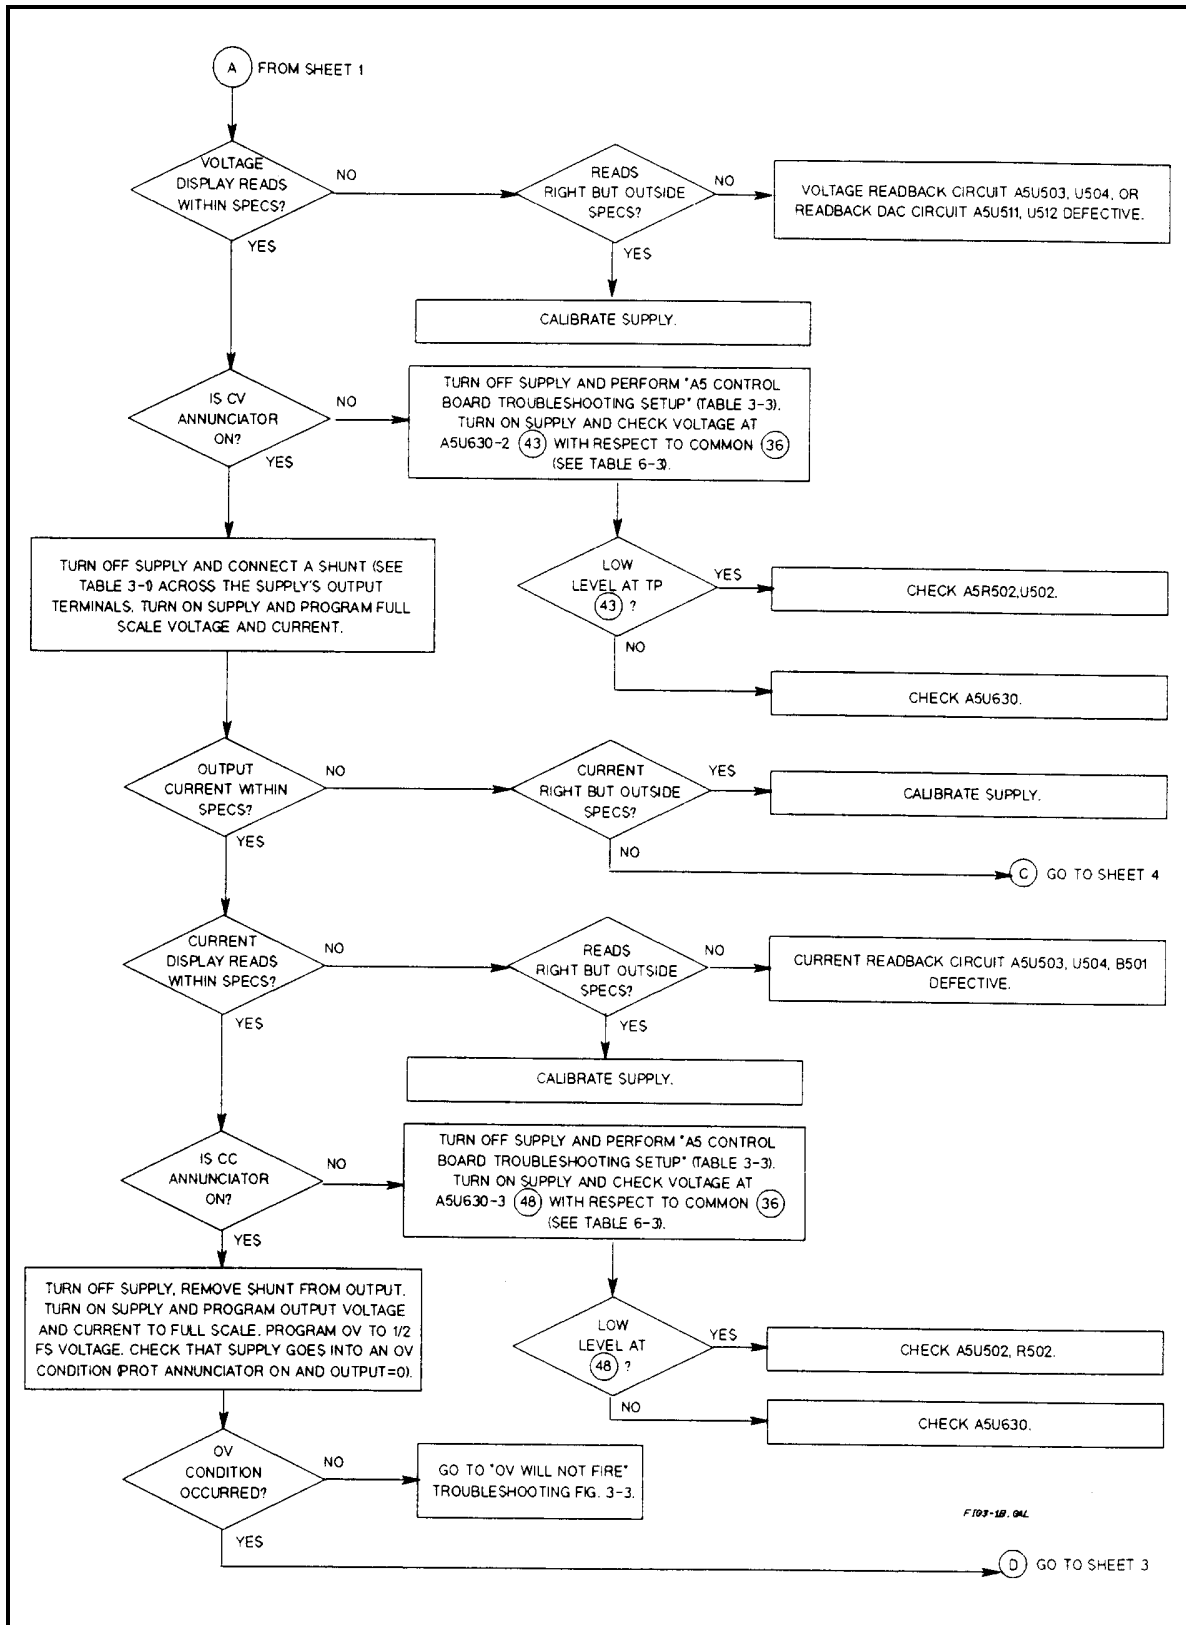 A FROM SHEET 1
VOLTAGE
DISPLAY READS
WITHIN SPECS?
NO
READS
RIGHT BUT OUTSIDE
SPECS?
NO
VOLTAGE READBACK CIRCUIT A5U503, U504, OR
READBACK DAC CIRCUIT A5U511, U512 DEFECTIVE.
YES
YES
CALIBRATE SUPPLY.
IS CV
ANNUNCIATOR
ON?
NO
TURN OFF SUPPLY AND PERFORM "A5 CONTROL
BOARD TROUBLESHOOTING SETUP" (TABLE 3-3).
TURN ON SUPPLY AND CHECK VOLTAGE AT
A5U630-2 43 WITH RESPECT TO COMMON 36
(SEE TABLE 6-3).
YES
TURN OFF SUPPLY AND CONNECT A SHUNT (SEE
TABLE 3-1) ACROSS THE SUPPLY'S OUTPUT
TERMINALS. TURN ON SUPPLY AND PROGRAM FULL
SCALE VOLTAGE AND CURRENT.
LOW
LEVEL AT TP
43 ?
YES
CHECK A5R502,U502.
NO
CHECK A5U630.
OUTPUT
CURRENT WITHIN
SPECS?
NO
CURRENT
RIGHT BUT OUTSIDE
SPECS?
YES
CALIBRATE SUPPLY.
YES
NO
C GO TO SHEET 4
CURRENT
DISPLAY READS
WITHIN SPECS?
NO
READS
RIGHT BUT OUTSIDE
SPECS?
NO
CURRENT READBACK CIRCUIT A5U503, U504, B501
DEFECTIVE.
YES
YES
CALIBRATE SUPPLY.
IS CC
ANNUNCIATOR
ON?
NO
TURN OFF SUPPLY AND PERFORM "A5 CONTROL
BOARD TROUBLESHOOTING SETUP" (TABLE 3-3).
TURN ON SUPPLY AND CHECK VOLTAGE AT
A5U630-3 48 WITH RESPECT TO COMMON 36
(SEE TABLE 6-3).
YES
TURN OFF SUPPLY, REMOVE SHUNT FROM OUTPUT.
TURN ON SUPPLY AND PROGRAM OUTPUT VOLTAGE
AND CURRENT TO FULL SCALE. PROGRAM OV TO 1/2
FS VOLTAGE. CHECK THAT SUPPLY GOES INTO AN OV
CONDITION (PROT ANNUNCIATOR ON AND OUTPUT=0).
LOW
LEVEL AT
48 ?
YES
CHECK A5U502, R502.
NO
CHECK A5U630.
OV
CONDITION
OCCURRED?
NO
GO TO "OV WILL NOT FIRE"
TROUBLESHOOTING FIG. 3-3.
FIG3-1B.GAL
YES
D GO TO SHEET 3